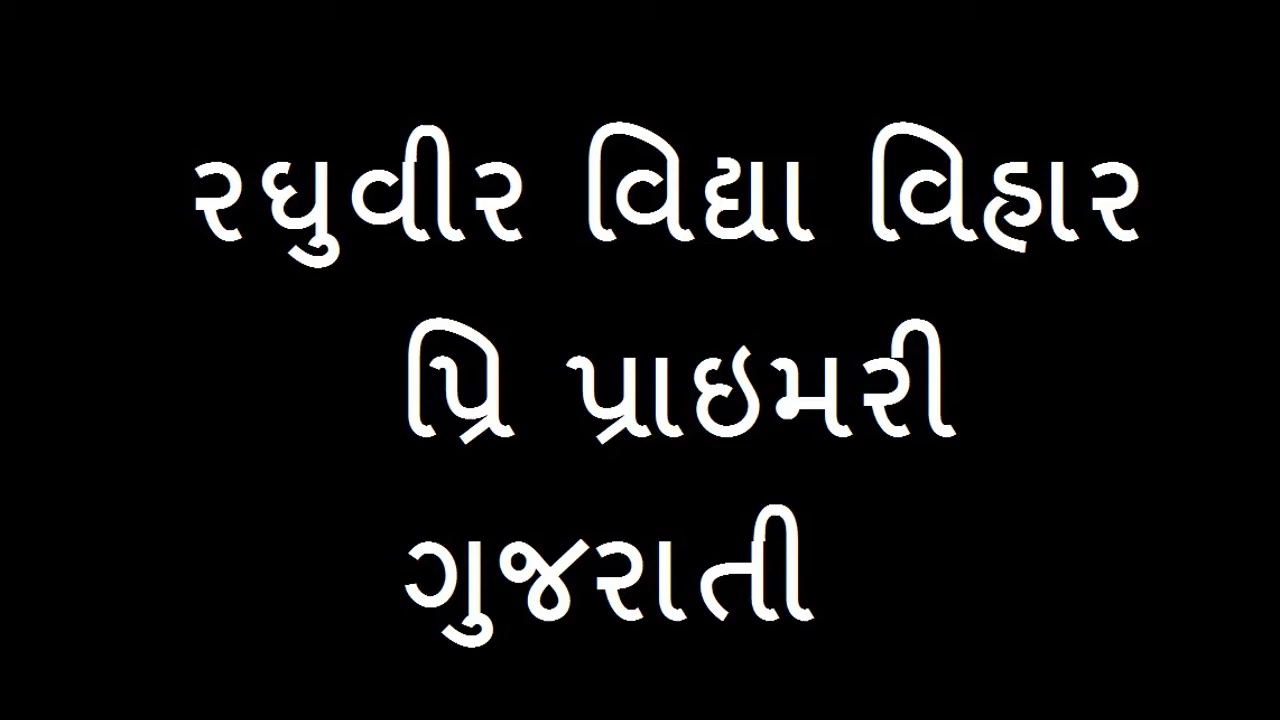 રઘુવીર વિદ્યા વિહાર
પ્રિ પ્રાઇમરી
ગુજરાતી